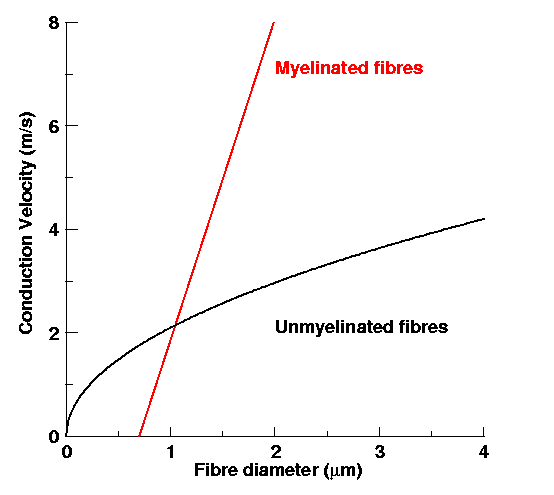 8
Myelinated fibres
6
Conduction Velocity (m/s)
4
Unmyelinated fibres
2
0
0 1 2 3 4
Fibre diameter (μm)